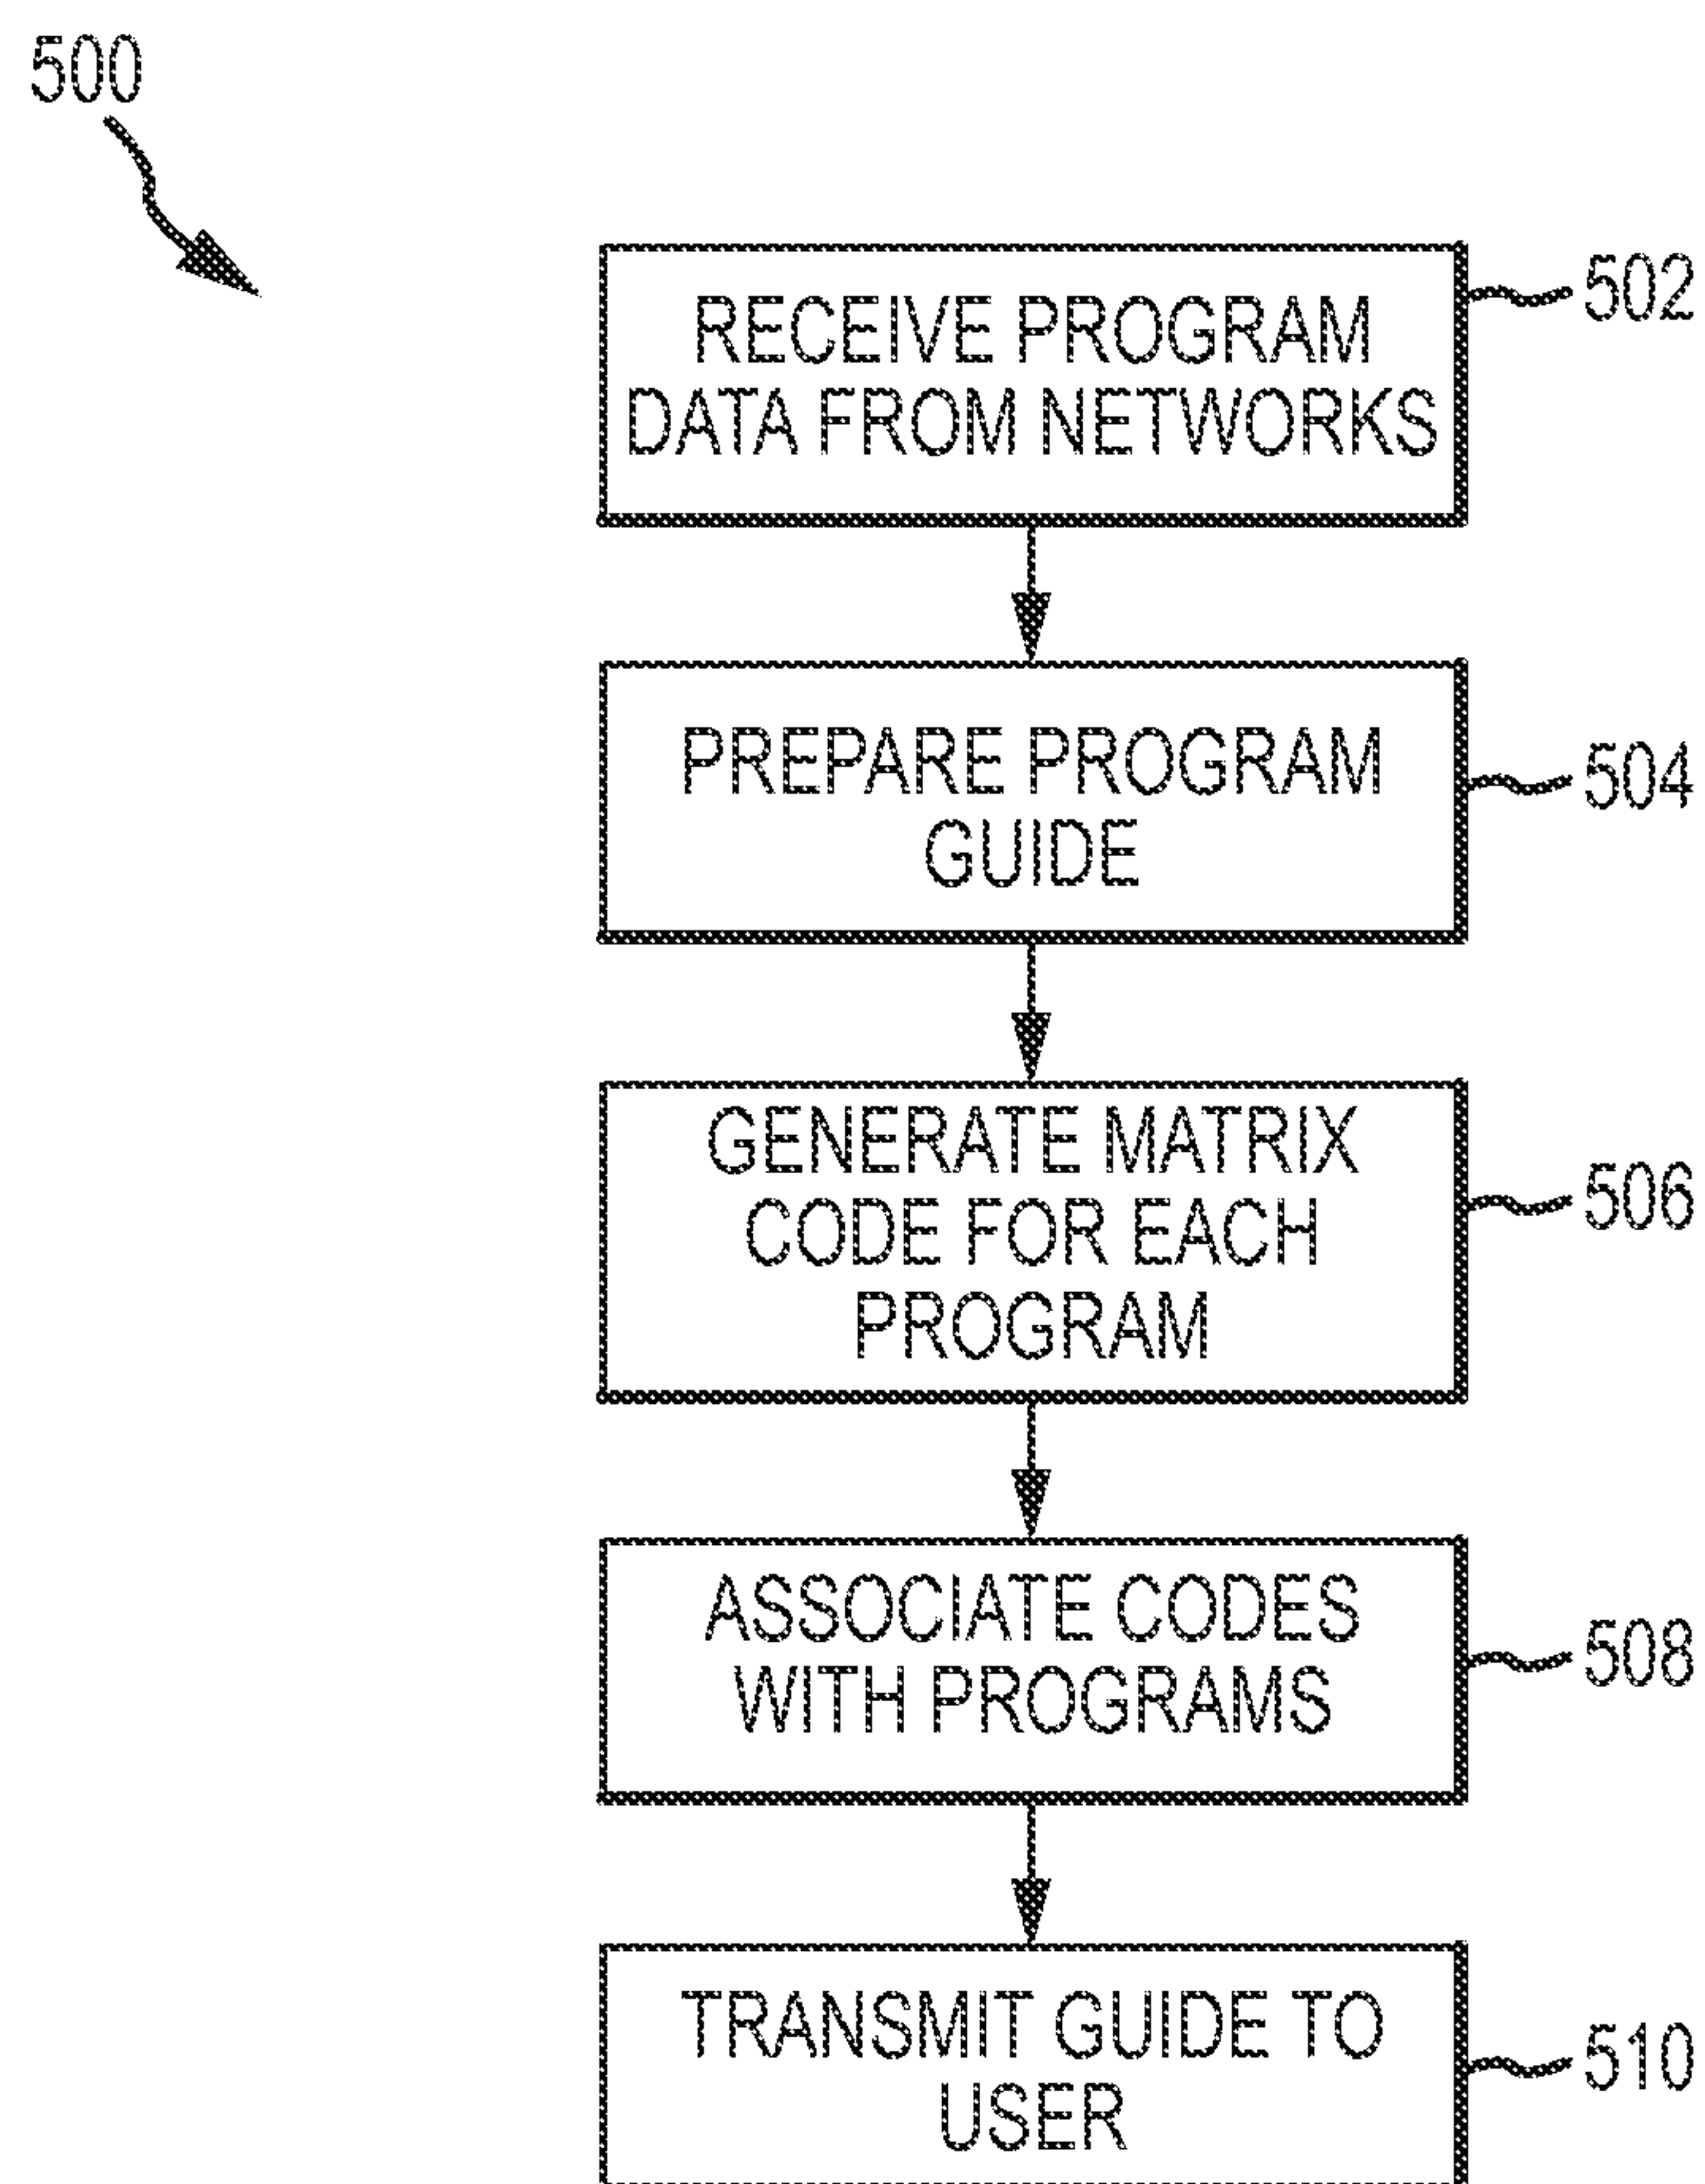 500
RECEIVE PROGRAM
DATA FROM NETWORKS
502
PREPARE PROGRAM
GUIDE
504
GENERATE MATRIX
CODE FOR EACH
PROGRAM
506
ASSOCIATE CODES
WITH PROGRAMS
508
TRANSMIT GUIDE TO
USER
510